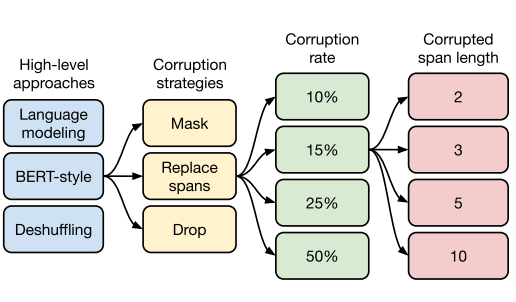 High-level
approaches
Language
modeling
BERT-style
Deshuffling
Corruption
strategies
Mask
Replace
spans
Drop
Corruption
rate
10%
15%
25%
50%
Corrupted
span length
2
3
5
10